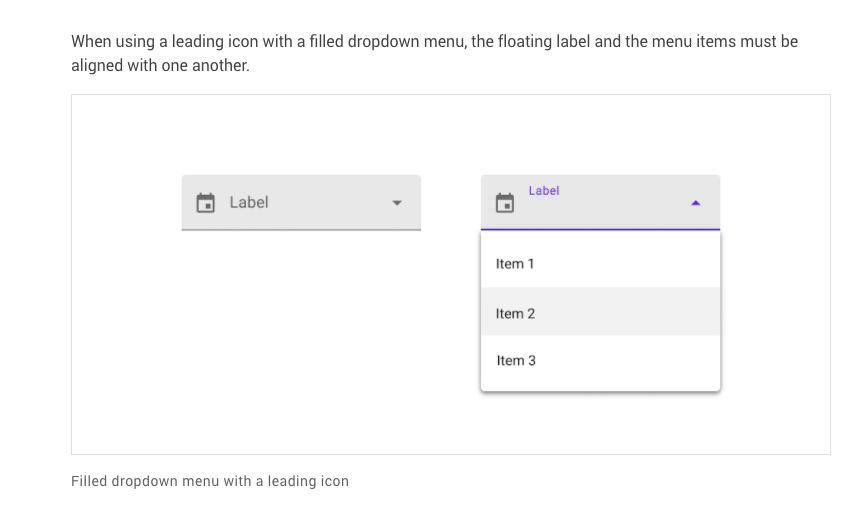 When using a leading icon with a filled dropdown menu, the floating label and the menu items must be
aligned with one another.
Label
Label
Item 1
Item 2
Item 3
Filled dropdown menu with a leading icon